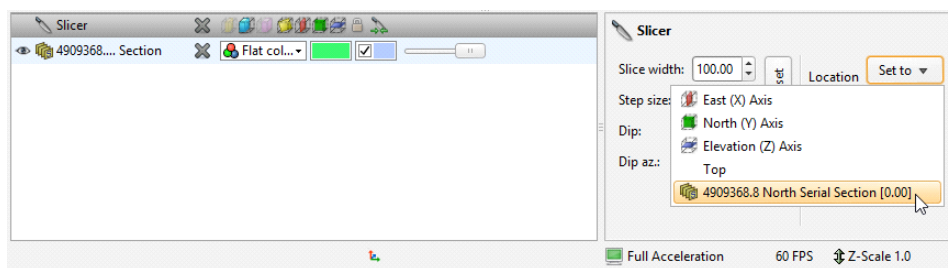 Slicer
4909368.... Section
Flat col...
Slicer
Slice width: 100.00
set
Location
Set to
Step size:
East (X) Axis
North (Y) Axis
Dip:
Elevation (Z) Axis
Dip az.:
Top
4909368.8 North Serial Section [0.00]
Full Acceleration
60 FPS
Z-Scale 1.0